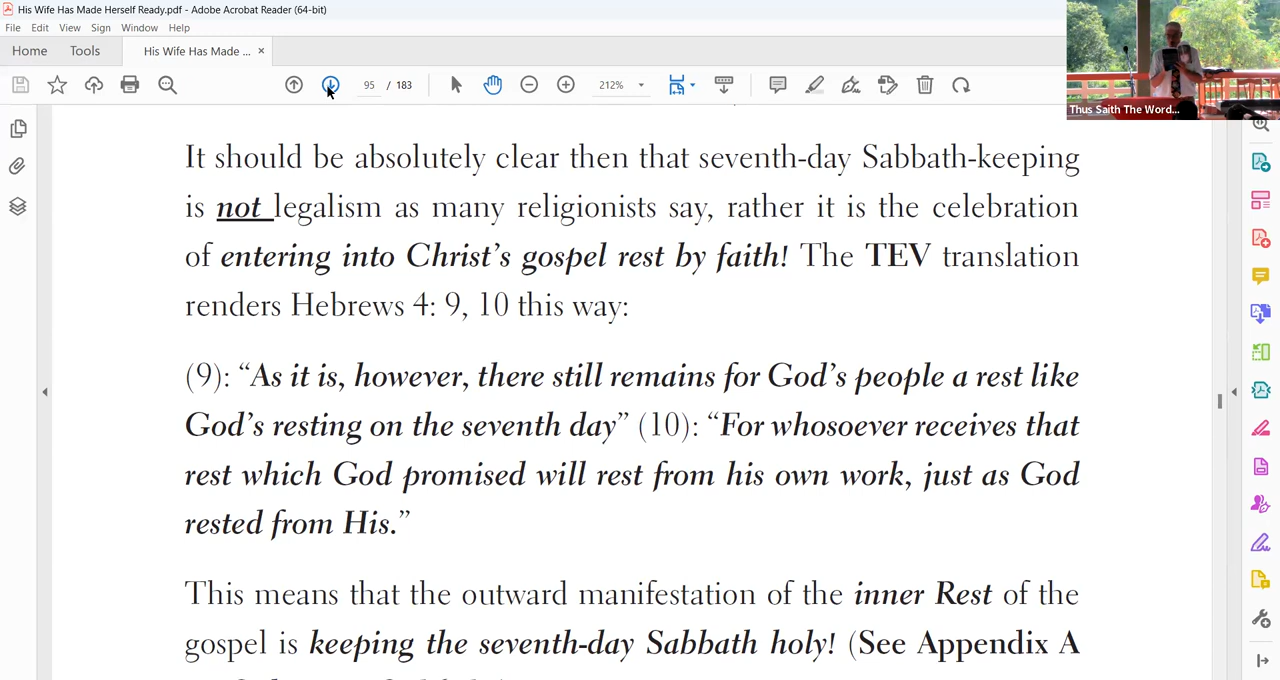 His Wife Has Made Herself Ready.pdf - Adobe Acrobat Reader (64-bit)
File Edit View Sign Window Help
Home Tools His Wife Has Made ... ×
95 / 183 212%
Thus Saith The Word...
It should be absolutely clear then that seventh-day Sabbath-keeping
is not legalism as many religionists say, rather it is the celebration
of entering into Christ’s gospel rest by faith! The TEV translation
renders Hebrews 4: 9, 10 this way:
(9): “As it is, however, there still remains for God’s people a rest like
God’s resting on the seventh day” (10): “For whosoever receives that
rest which God promised will rest from his own work, just as God
rested from His.”
This means that the outward manifestation of the inner Rest of the
gospel is keeping the seventh-day Sabbath holy! (See Appendix A